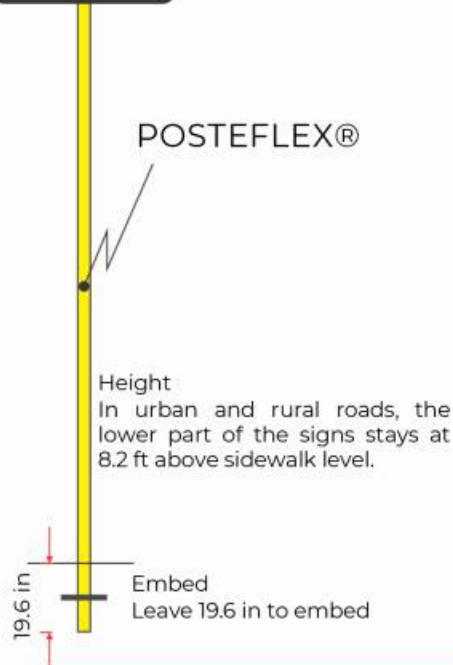 POSTEFLEX®
Height
In urban and rural roads, the
lower part of the signs stays at
8.2 ft above sidewalk level.
19.6 in
Embed
Leave 19.6 in to embed